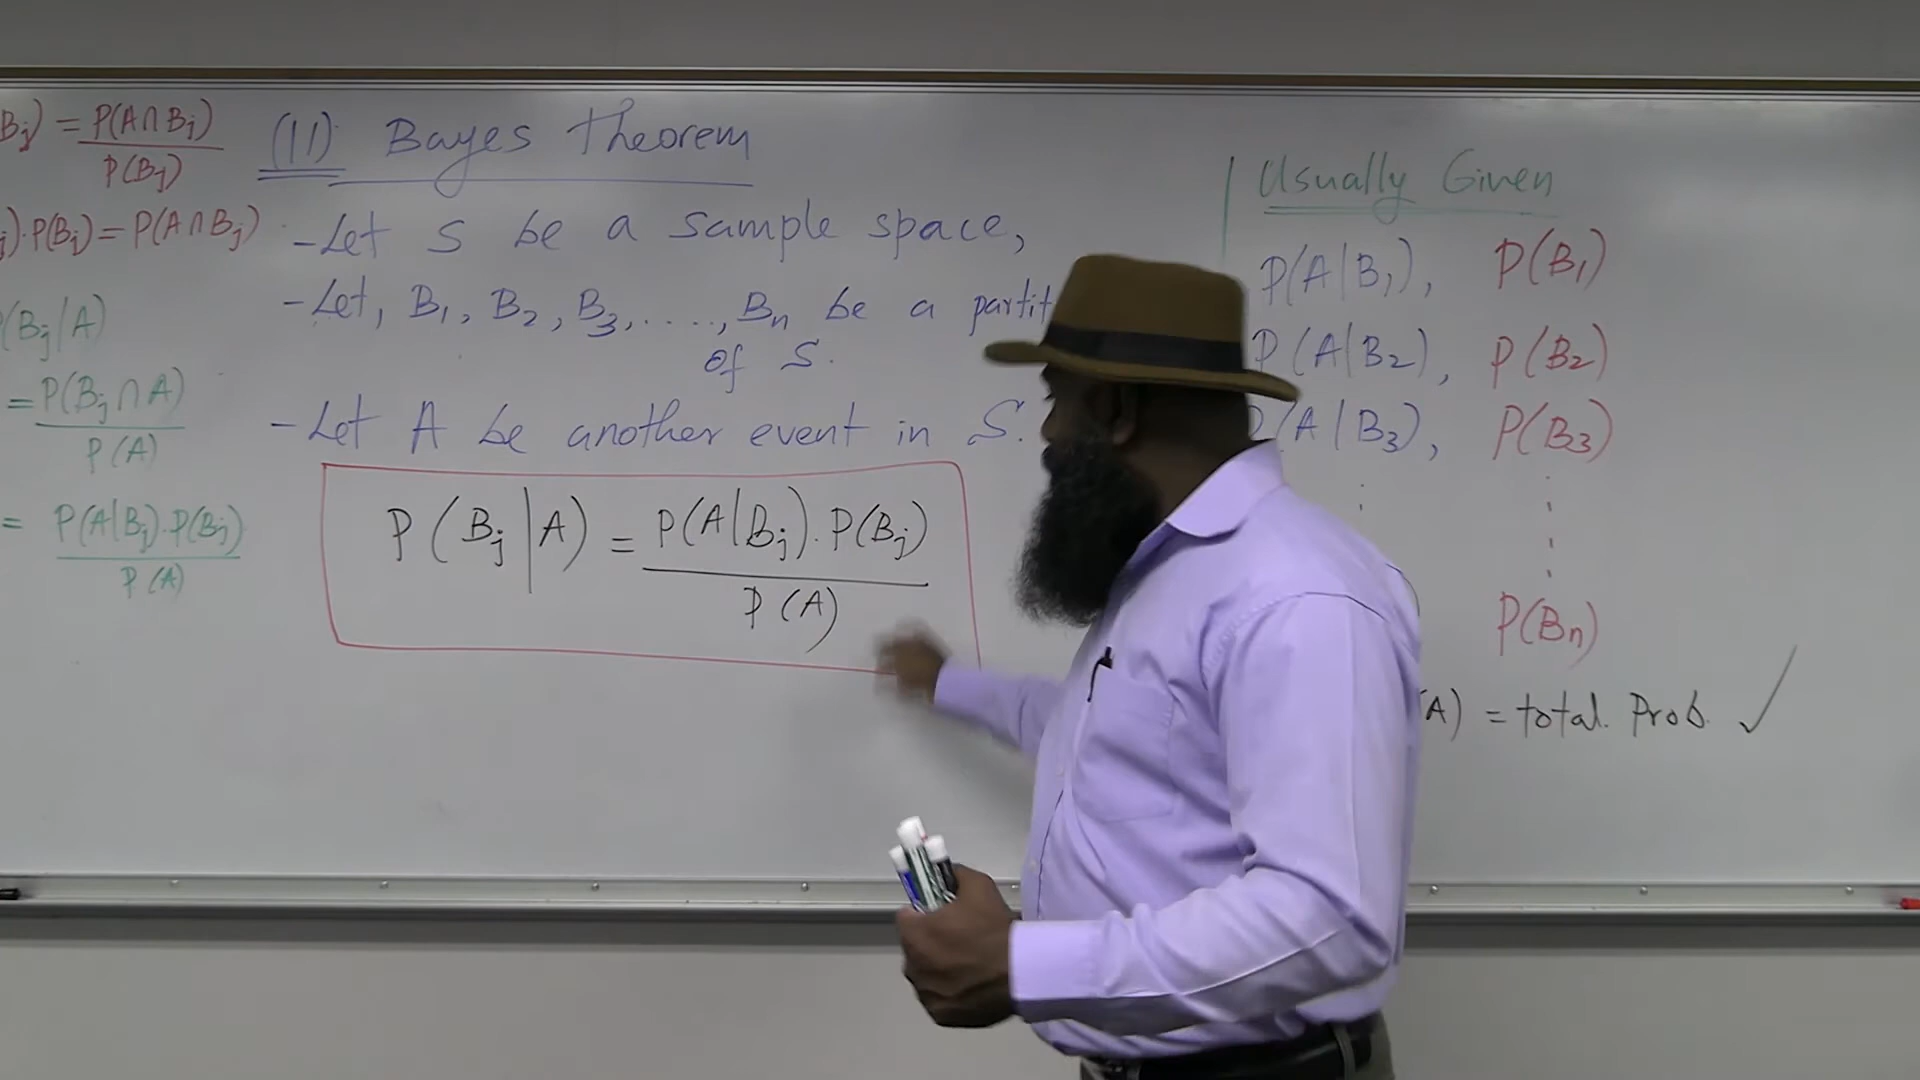 Bj) = P(A∩Bj)
P(Bj)
j)·P(Bj) = P(A∩Bj)
(Bj|A)
= P(Bj∩A)
P(A)
= P(A|Bj)·P(Bj)
P(A)
(11) Bayes Theorem
- Let S be a sample space,
- Let, B1, B2, B3, ...., Bn be a partit
of S.
- Let A be another event in S.
P(Bj|A) = P(A|Bj)·P(Bj)
P(A)
Usually Given
P(A|B1), P(B1)
P(A|B2), P(B2)
P(A|B3), P(B3)
P(Bn)
(A) = total. Prob. ✓